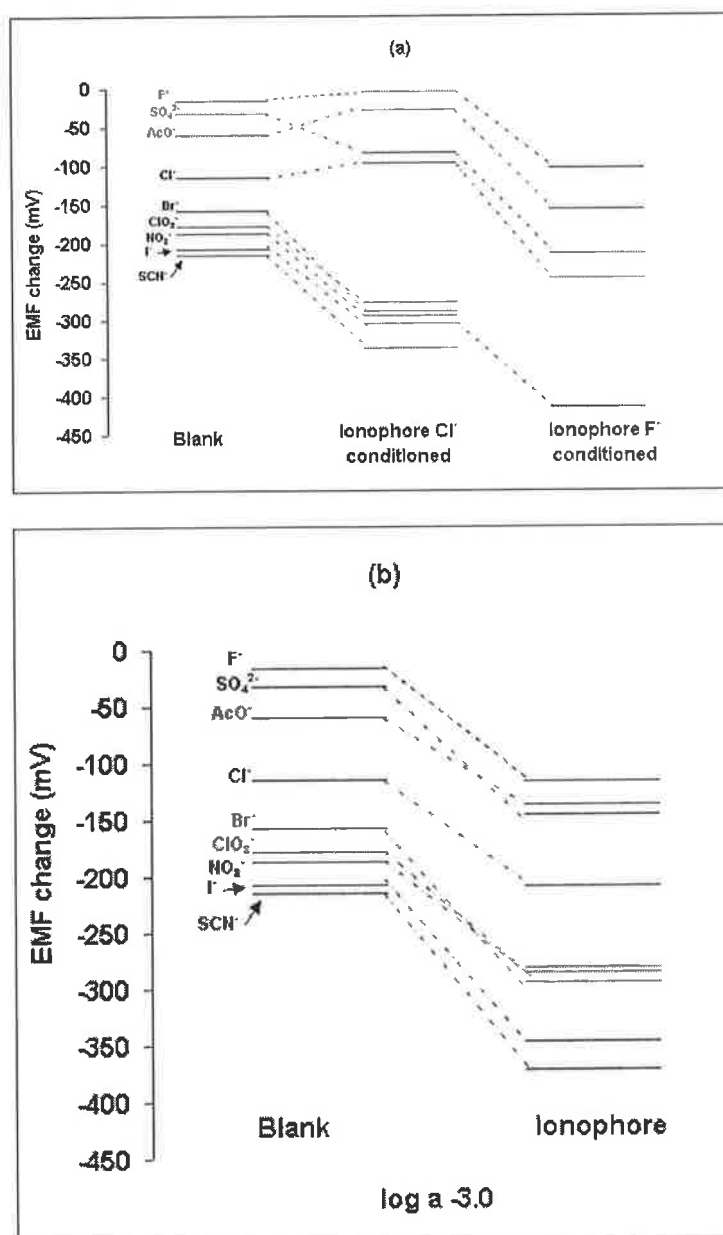 (a)
0
-50
-100
-150
-200
-250
-300
-350
-400
-450
EMF change (mV)
F-
SO₄²-
AcO-
Cl-
Br-
ClO₃-
NO₂-
I-
SCN-
Blank
Ionophore Cl-
conditioned
Ionophore F-
conditioned
(b)
0
-50
-100
-150
-200
-250
-300
-350
-400
-450
EMF change (mV)
F-
SO₄²-
AcO-
Cl-
Br-
ClO₃-
NO₂-
I-
SCN-
Blank
Ionophore
log a -3.0